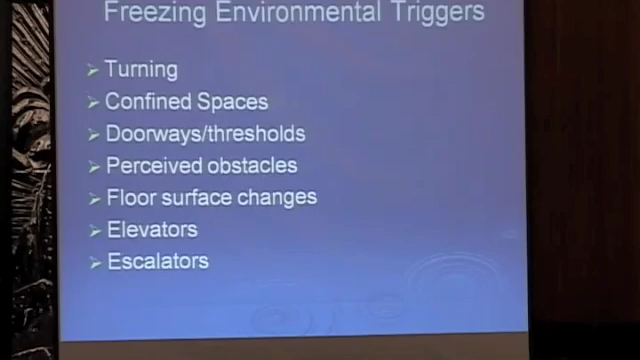 Freezing Environmental Triggers
Turning
Confined Spaces
Doorways/thresholds
Perceived obstacles
Floor surface changes
Elevators
Escalators